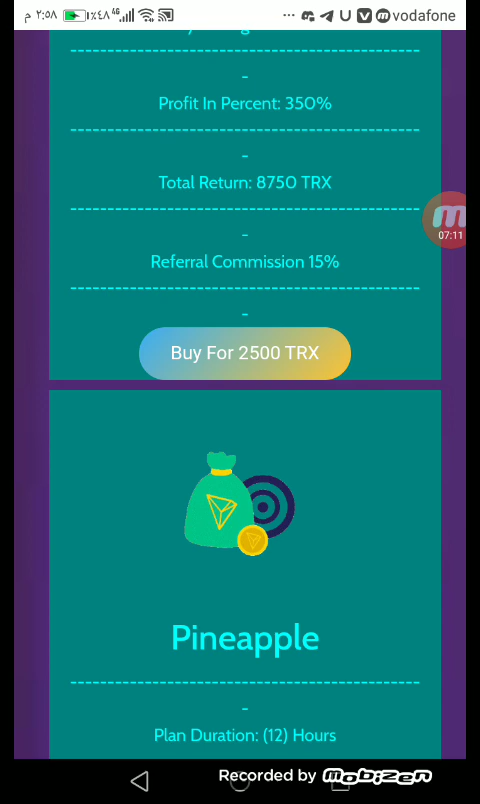 م ٢:٥٨ ٪٤٨ 4G ... U V m vodafone
---------------------------------------------------
-
Profit In Percent: 350%
---------------------------------------------------
-
Total Return: 8750 TRX
---------------------------------------------------
-
m
07:11
Referral Commission 15%
---------------------------------------------------
-
Buy For 2500 TRX
Pineapple
---------------------------------------------------
-
Plan Duration: (12) Hours
Recorded by Mobizen